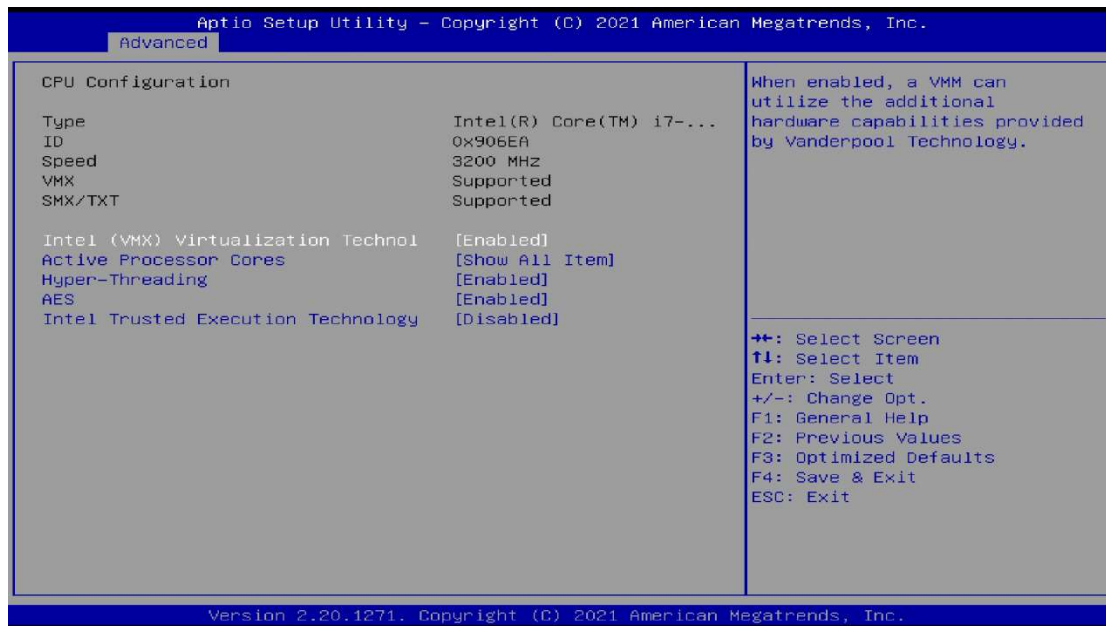 Aptio Setup Utility - Copyright (C) 2021 American Megatrends, Inc.
Advanced
CPU Configuration
Type Intel(R) Core(TM) i7-...
ID 0x906EA
Speed 3200 MHz
VMX Supported
SMX/TXT Supported
Intel (VMX) Virtualization Technol [Enabled]
Active Processor Cores [Show All Item]
Hyper-Threading [Enabled]
AES [Enabled]
Intel Trusted Execution Technology [Disabled]
When enabled, a VMM can
utilize the additional
hardware capabilities provided
by Vanderpool Technology.
→←: Select Screen
↑↓: Select Item
Enter: Select
+/-: Change Opt.
F1: General Help
F2: Previous Values
F3: Optimized Defaults
F4: Save & Exit
ESC: Exit
Version 2.20.1271. Copyright (C) 2021 American Megatrends, Inc.